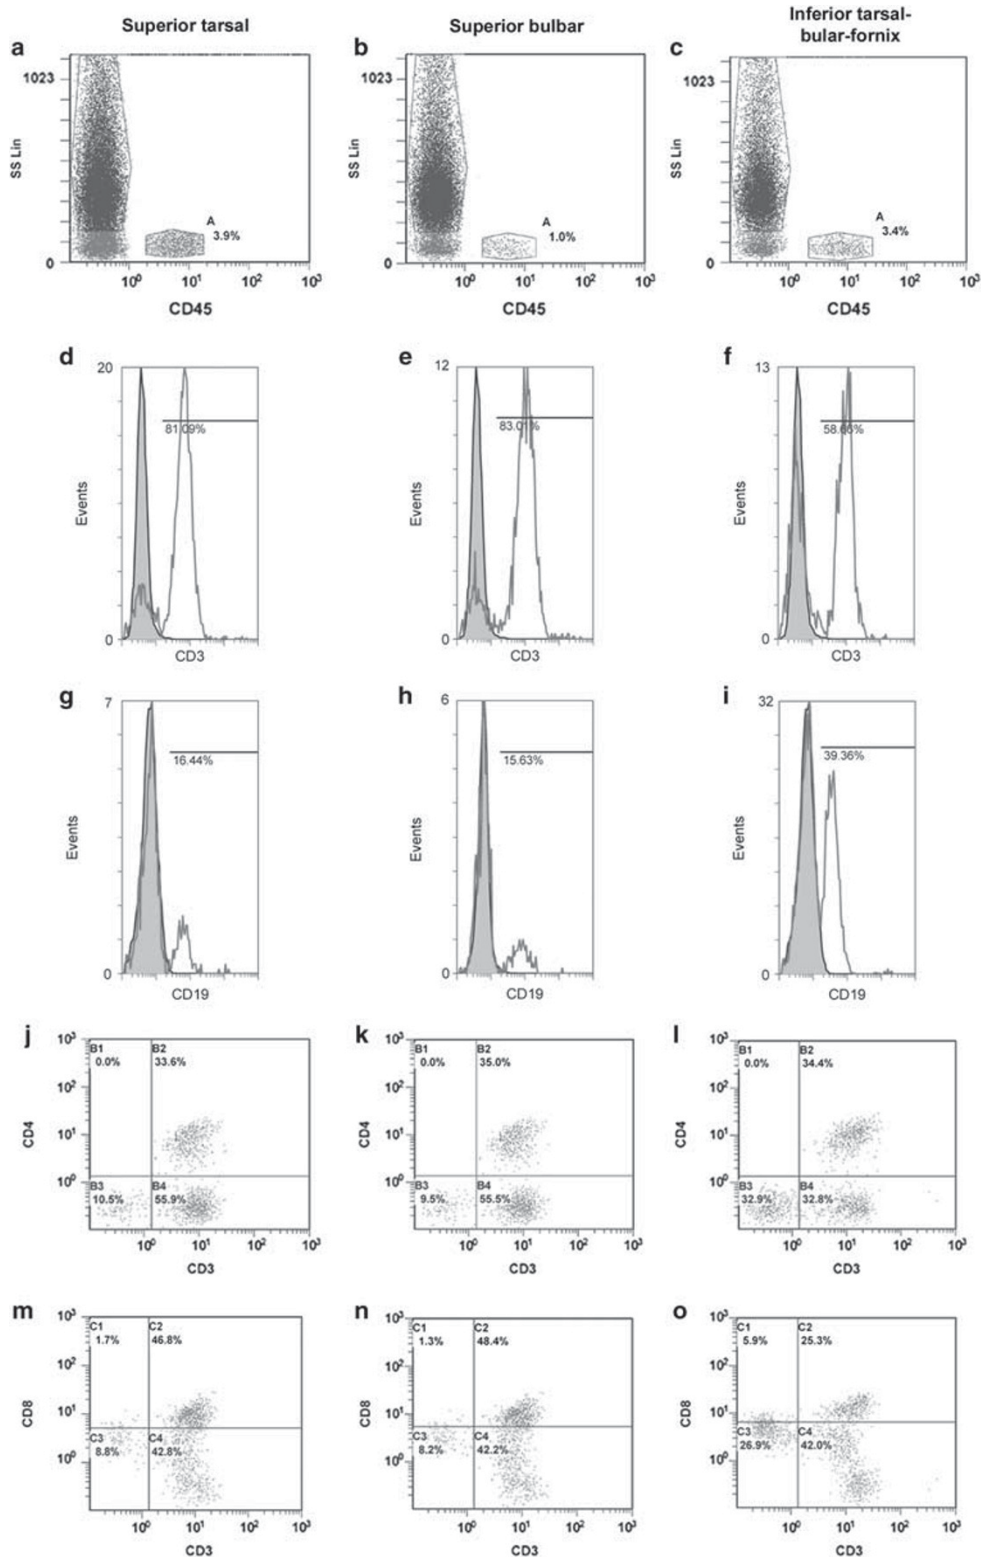 Superior tarsal
Superior bulbar
Inferior tarsal-
bular-fornix
a
b
c
1023
1023
1023
SS Lin
SS Lin
SS Lin
A
3.9%
A
1.0%
A
3.4%
0
0
0
10⁰ 10¹ 10² 10³
10⁰ 10¹ 10² 10³
10⁰ 10¹ 10² 10³
CD45
CD45
CD45
d
e
f
20
12
13
81.09%
83.01%
58.66%
Events
Events
Events
0
0
0
CD3
CD3
CD3
g
h
i
7
6
32
16.44%
15.63%
39.36%
Events
Events
Events
0
0
0
CD19
CD19
CD19
j
k
l
10³
10²
10¹
10⁰
CD4
B1
0.0%
B2
33.6%
B3
10.5%
B4
55.9%
10⁰ 10¹ 10² 10³
CD3
10³
10²
10¹
10⁰
CD4
B1
0.0%
B2
35.0%
B3
9.5%
B4
55.5%
10⁰ 10¹ 10² 10³
CD3
10³
10²
10¹
10⁰
CD4
B1
0.0%
B2
34.4%
B3
32.9%
B4
32.8%
10⁰ 10¹ 10² 10³
CD3
m
n
o
10³
10²
10¹
10⁰
CD8
C1
1.7%
C2
46.8%
C3
8.8%
C4
42.8%
10⁰ 10¹ 10² 10³
CD3
10³
10²
10¹
10⁰
CD8
C1
1.3%
C2
48.4%
C3
8.2%
C4
42.2%
10⁰ 10¹ 10² 10³
CD3
10³
10²
10¹
10⁰
CD8
C1
5.9%
C2
25.3%
C3
26.9%
C4
42.0%
10⁰ 10¹ 10² 10³
CD3